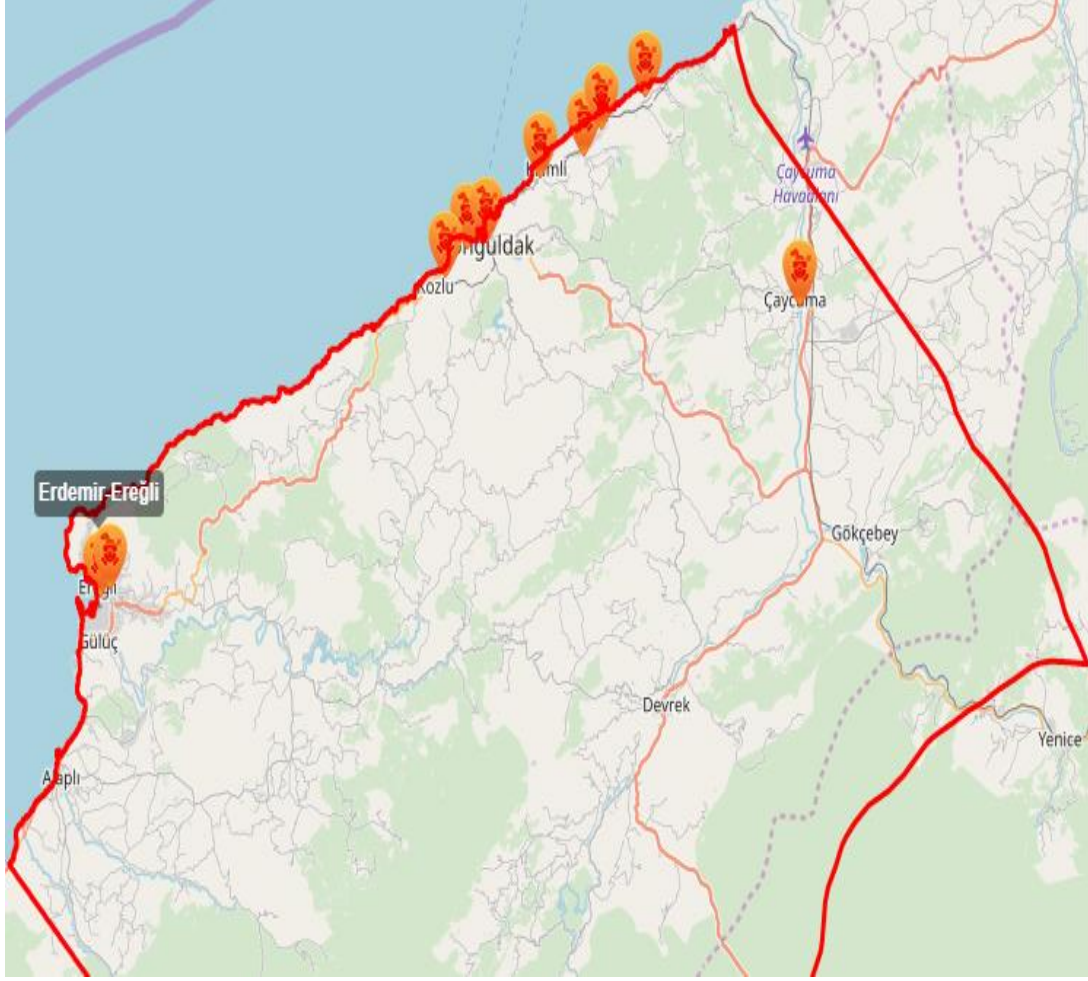 Kilimli
Çaycuma
Havaalanı
Zonguldak
Kozlu
Çaycuma
Erdemir-Ereğli
Gökçebey
Ereğli
Gülüç
Devrek
Yenice
Alaplı